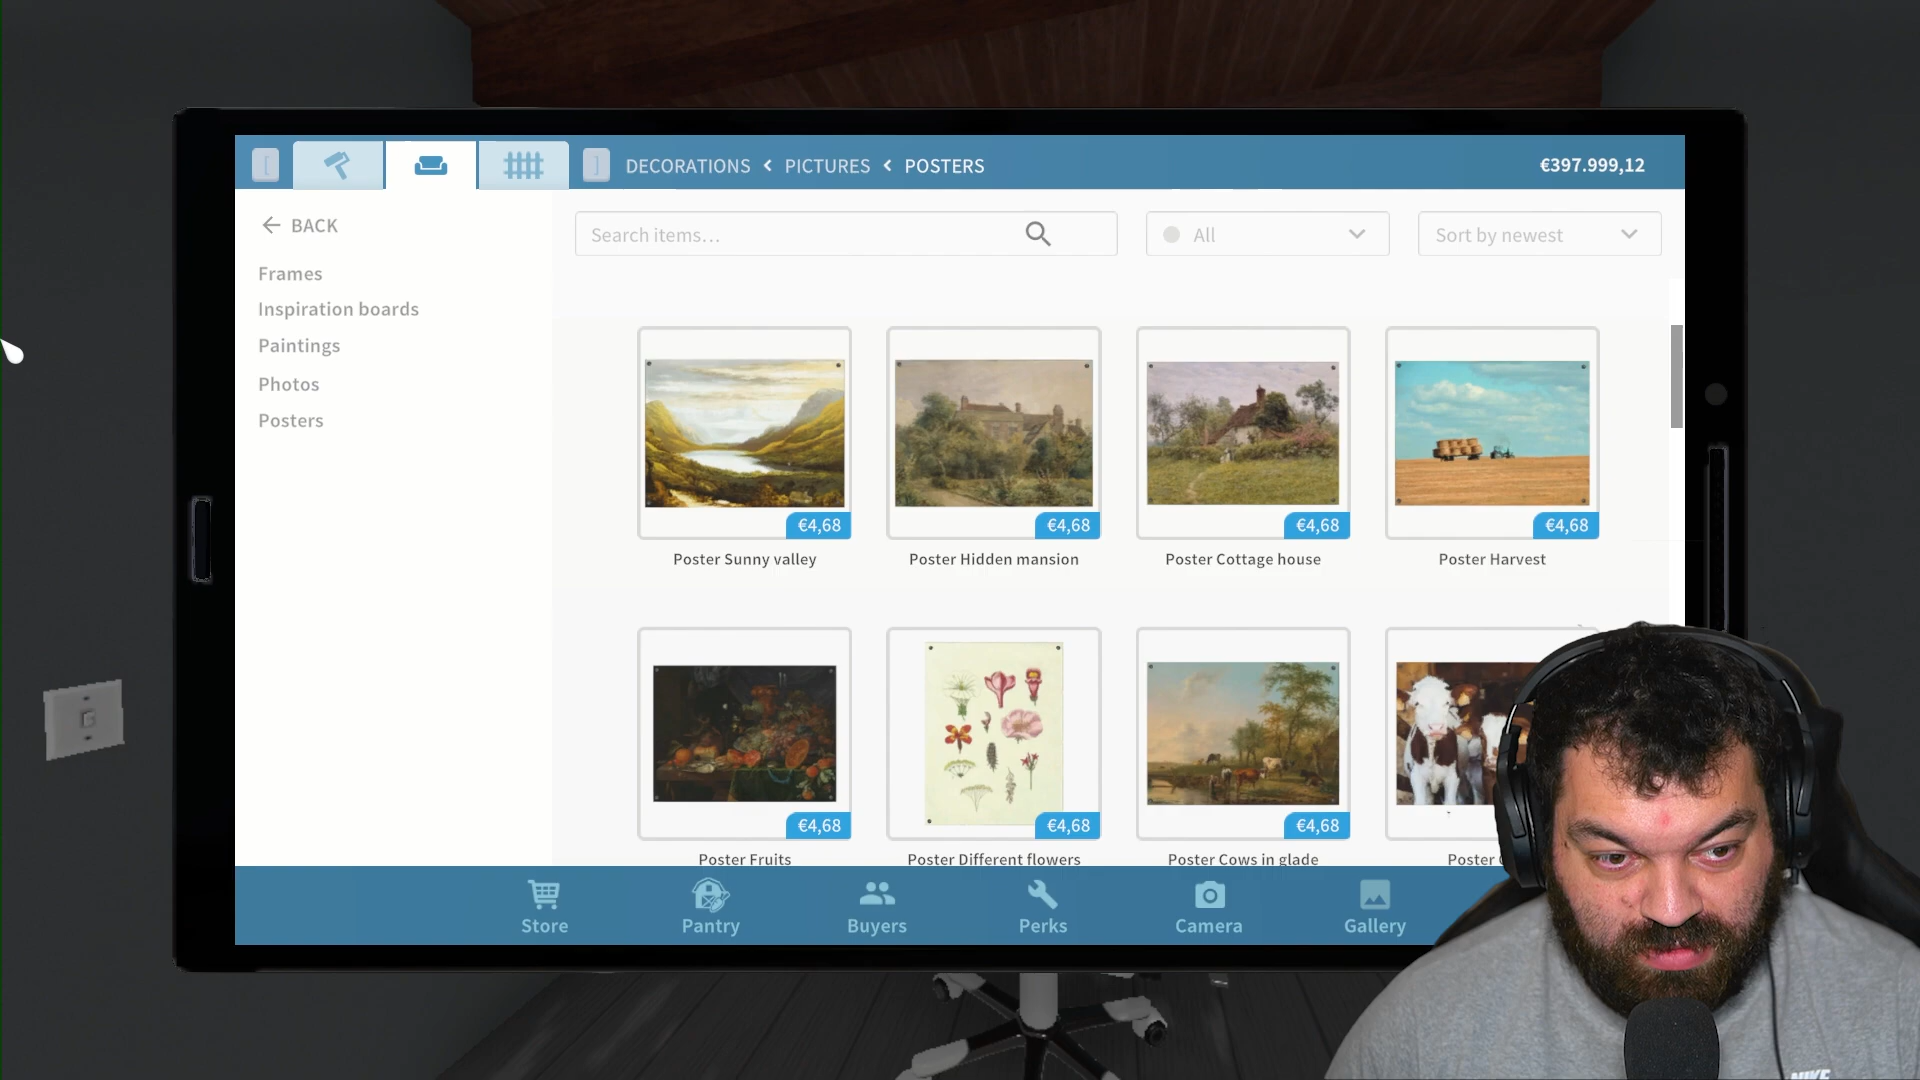 DECORATIONS < PICTURES < POSTERS
€397.999,12
BACK
Search items...
All
Sort by newest
Frames
Inspiration boards
Paintings
Photos
Posters
€4,68
€4,68
€4,68
€4,68
Poster Sunny valley
Poster Hidden mansion
Poster Cottage house
Poster Harvest
€4,68
€4,68
€4,68
Poster Fruits
Poster Different flowers
Poster Cows in glade
Poster
Store
Pantry
Buyers
Perks
Camera
Gallery
NIKE